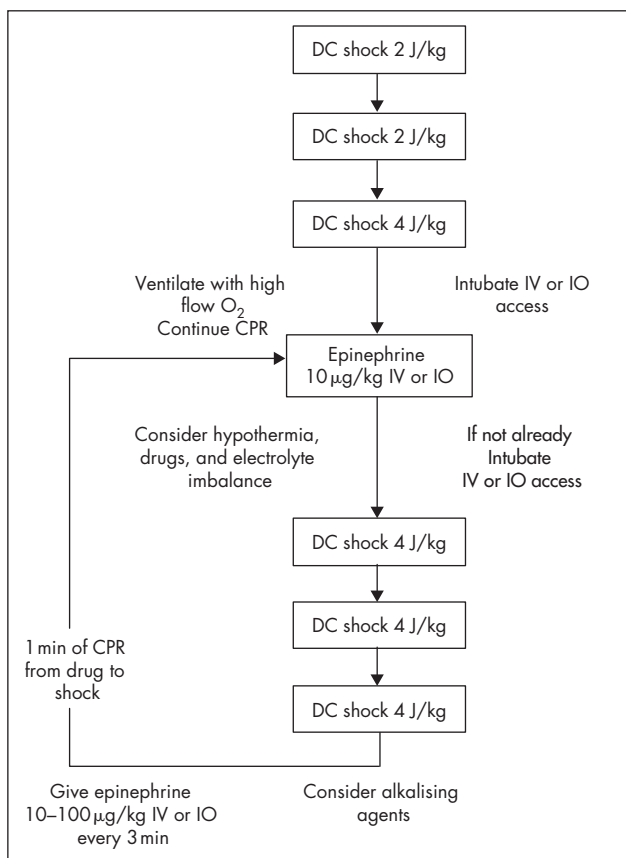 DC shock 2 J/kg
DC shock 2 J/kg
DC shock 4 J/kg
Ventilate with high
flow O₂
Continue CPR
Intubate IV or IO
access
Epinephrine
10 µg/kg IV or IO
Consider hypothermia,
drugs, and electrolyte
imbalance
If not already
Intubate
IV or IO access
DC shock 4 J/kg
DC shock 4 J/kg
DC shock 4 J/kg
1 min of CPR
from drug to
shock
Give epinephrine
10–100 µg/kg IV or IO
every 3 min
Consider alkalising
agents